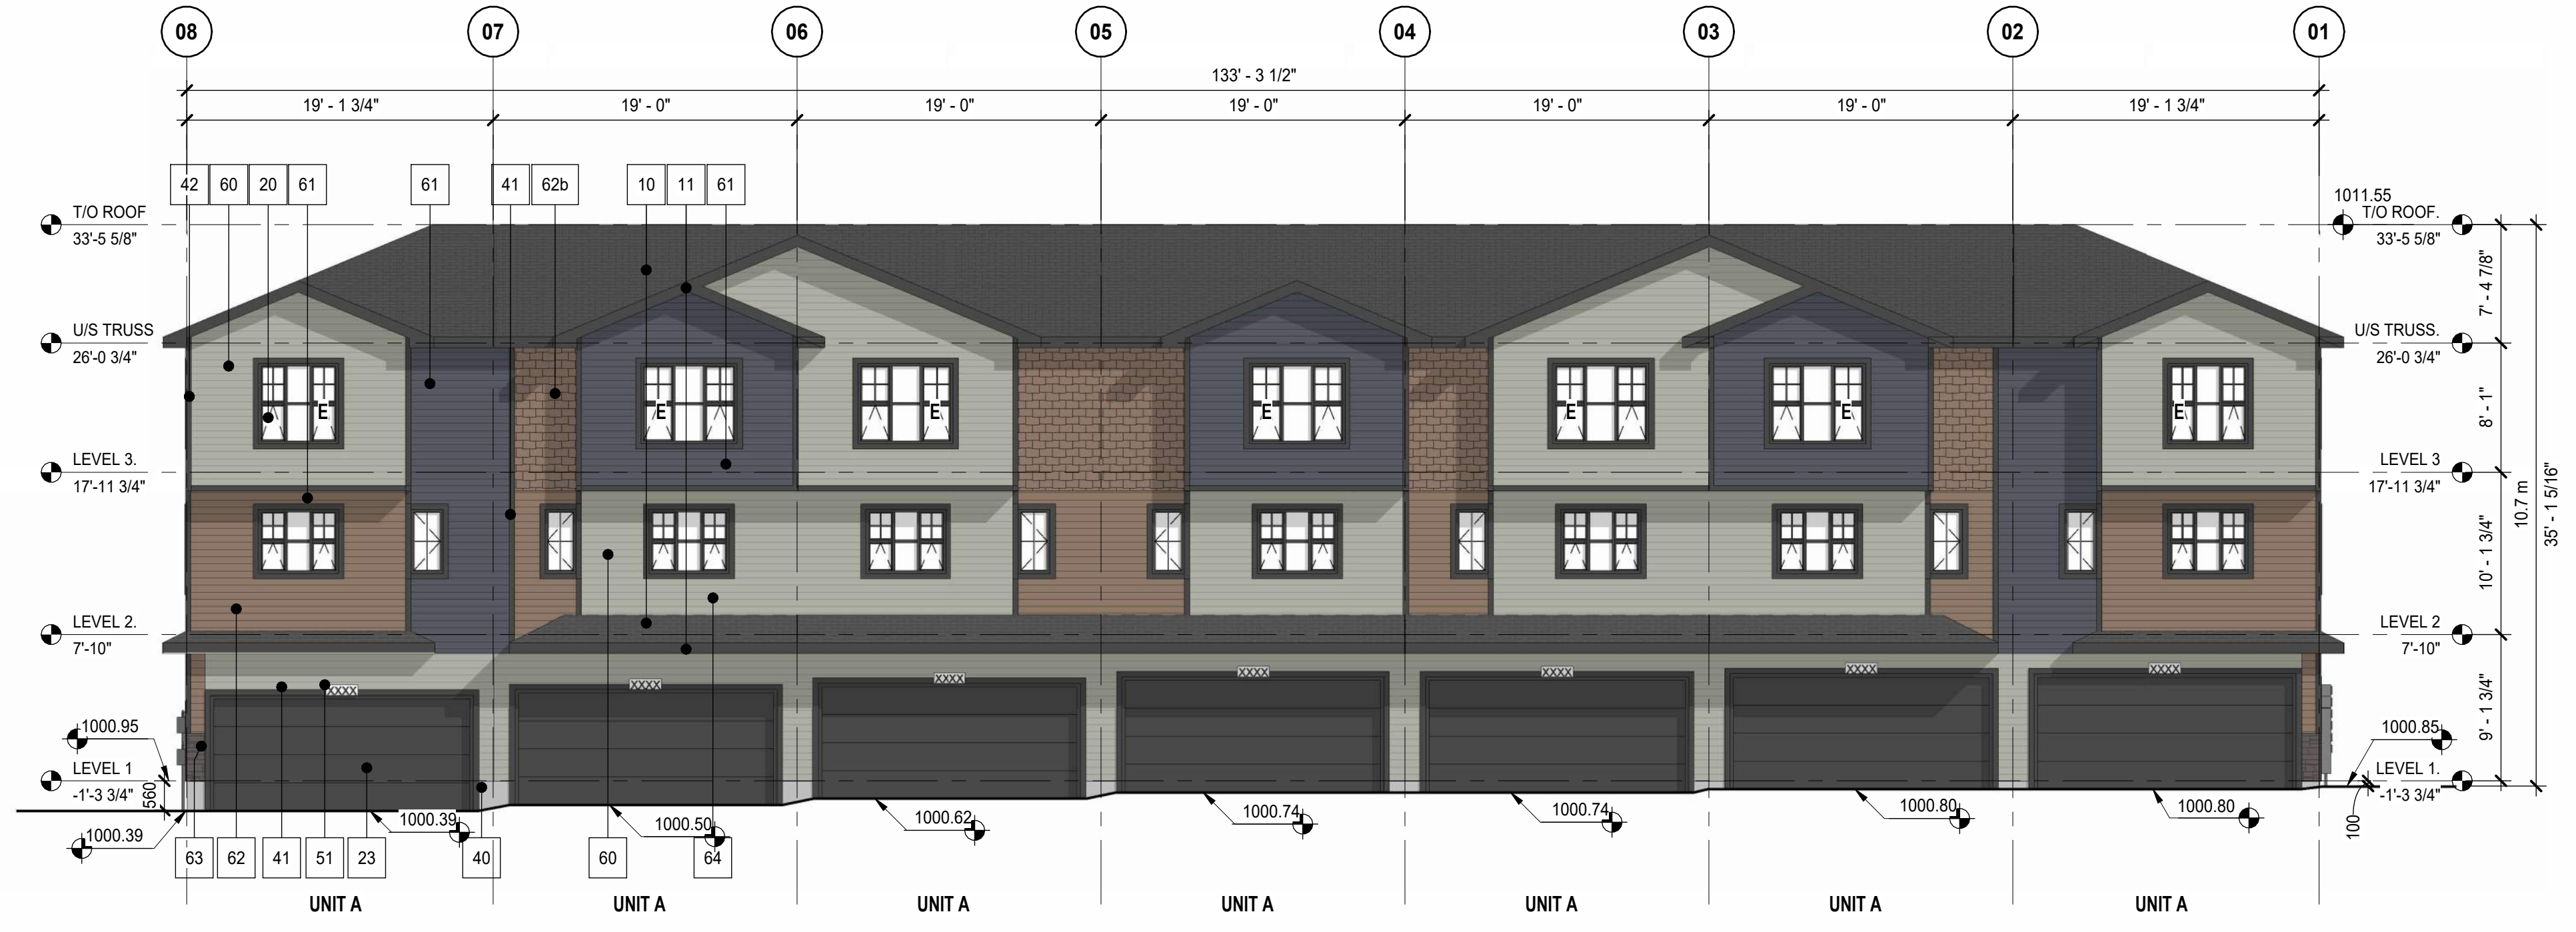 08 07 06 05 04 03 02 01
133' - 3 1/2"
19' - 1 3/4" 19' - 0" 19' - 0" 19' - 0" 19' - 0" 19' - 0" 19' - 1 3/4"
42 60 20 61 61 41 62b 10 11 61
1011.55
T/O ROOF
33'-5 5/8"
T/O ROOF.
33'-5 5/8"
7' - 4 7/8"
U/S TRUSS
26'-0 3/4"
U/S TRUSS.
26'-0 3/4"
E E E E E E E
8' - 1"
LEVEL 3.
17'-11 3/4"
LEVEL 3
17'-11 3/4"
10.7 m
35' - 1 5/16"
10' - 1 3/4"
LEVEL 2.
7'-10"
LEVEL 2
7'-10"
XXXX XXXX XXXX XXXX XXXX XXXX XXXX
9' - 1 3/4"
1000.95
1000.85
LEVEL 1
-1'-3 3/4"
LEVEL 1.
-1'-3 3/4"
560
100
1000.39 1000.39 1000.50 1000.62 1000.74 1000.74 1000.80 1000.80
63 62 41 51 23 40 60 64
UNIT A UNIT A UNIT A UNIT A UNIT A UNIT A UNIT A